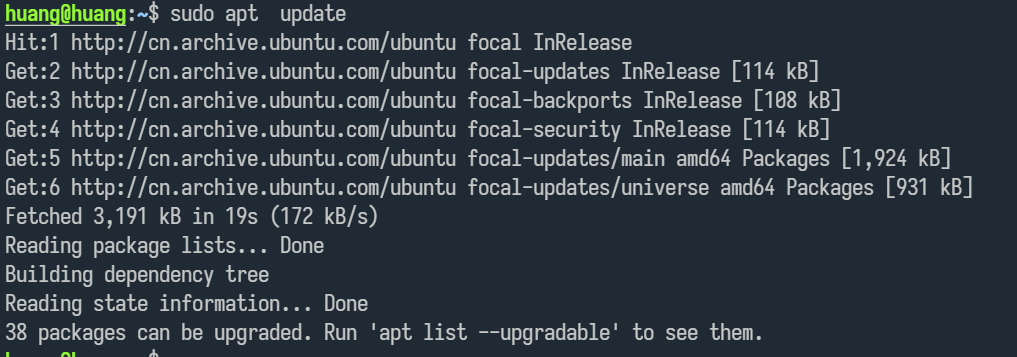 huang@huang:~$ sudo apt  update
Hit:1 http://cn.archive.ubuntu.com/ubuntu focal InRelease
Get:2 http://cn.archive.ubuntu.com/ubuntu focal-updates InRelease [114 kB]
Get:3 http://cn.archive.ubuntu.com/ubuntu focal-backports InRelease [108 kB]
Get:4 http://cn.archive.ubuntu.com/ubuntu focal-security InRelease [114 kB]
Get:5 http://cn.archive.ubuntu.com/ubuntu focal-updates/main amd64 Packages [1,924 kB]
Get:6 http://cn.archive.ubuntu.com/ubuntu focal-updates/universe amd64 Packages [931 kB]
Fetched 3,191 kB in 19s (172 kB/s)
Reading package lists... Done
Building dependency tree
Reading state information... Done
38 packages can be upgraded. Run 'apt list --upgradable' to see them.